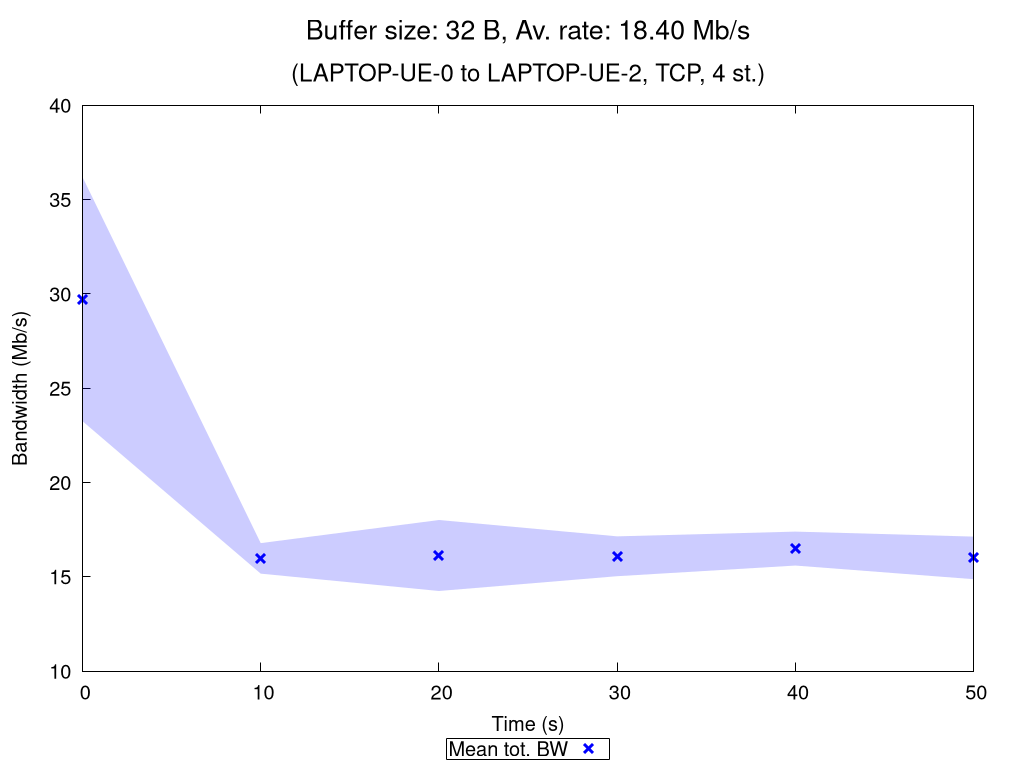 Buffer size: 32 B, Av. rate: 18.40 Mb/s
(LAPTOP-UE-0 to LAPTOP-UE-2, TCP, 4 st.)
40
35
30
25
20
15
10
Bandwidth (Mb/s)
0 10 20 30 40 50
Time (s)
Mean tot. BW